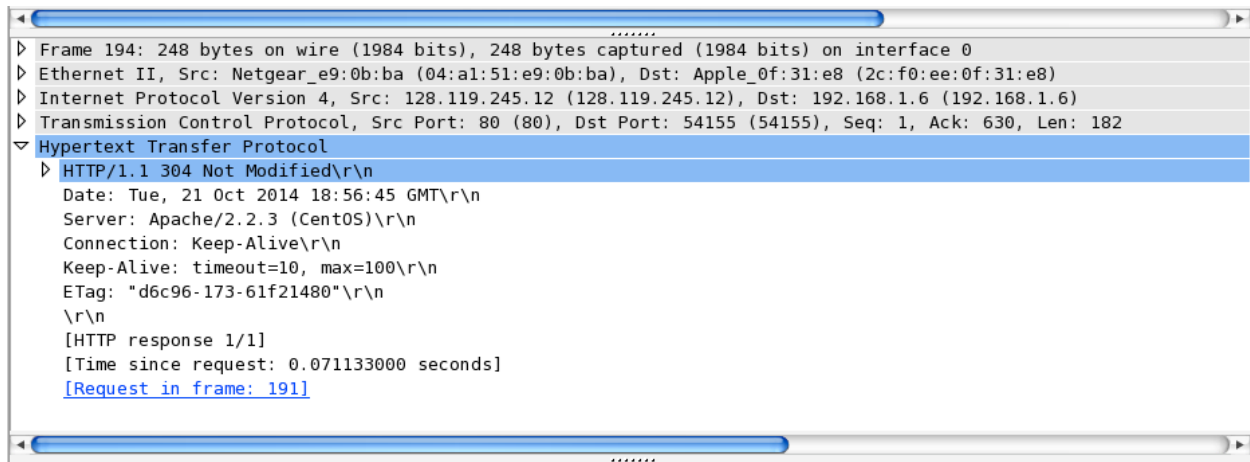 Frame 194: 248 bytes on wire (1984 bits), 248 bytes captured (1984 bits) on interface 0
Ethernet II, Src: Netgear_e9:0b:ba (04:a1:51:e9:0b:ba), Dst: Apple_0f:31:e8 (2c:f0:ee:0f:31:e8)
Internet Protocol Version 4, Src: 128.119.245.12 (128.119.245.12), Dst: 192.168.1.6 (192.168.1.6)
Transmission Control Protocol, Src Port: 80 (80), Dst Port: 54155 (54155), Seq: 1, Ack: 630, Len: 182
Hypertext Transfer Protocol
HTTP/1.1 304 Not Modified\r\n
Date: Tue, 21 Oct 2014 18:56:45 GMT\r\n
Server: Apache/2.2.3 (CentOS)\r\n
Connection: Keep-Alive\r\n
Keep-Alive: timeout=10, max=100\r\n
ETag: "d6c96-173-61f21480"\r\n
\r\n
[HTTP response 1/1]
[Time since request: 0.071133000 seconds]
[Request in frame: 191]